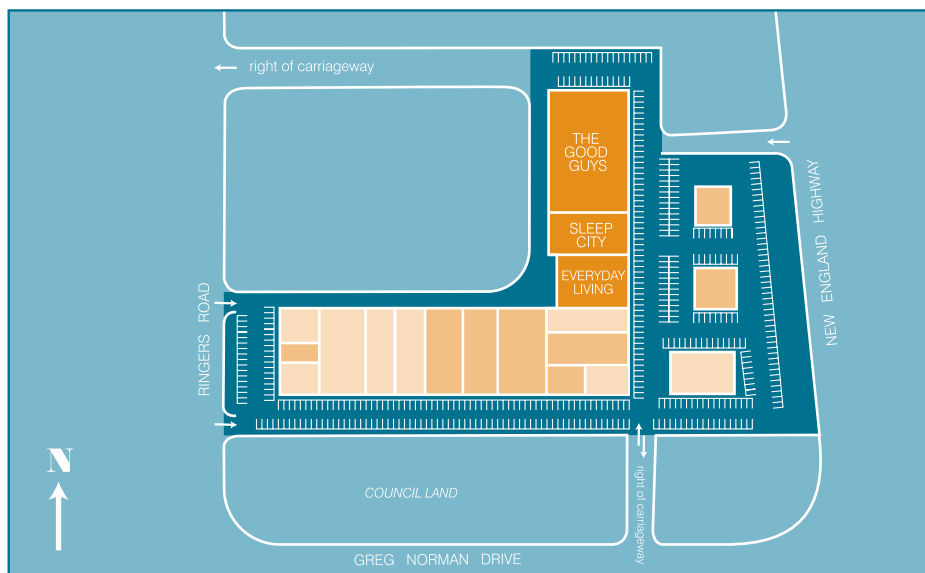 right of carriageway
THE
GOOD
GUYS
SLEEP
CITY
EVERYDAY
LIVING
NEW ENGLAND HIGHWAY
RINGERS ROAD
N
COUNCIL LAND
right of carriageway
GREG NORMAN DRIVE